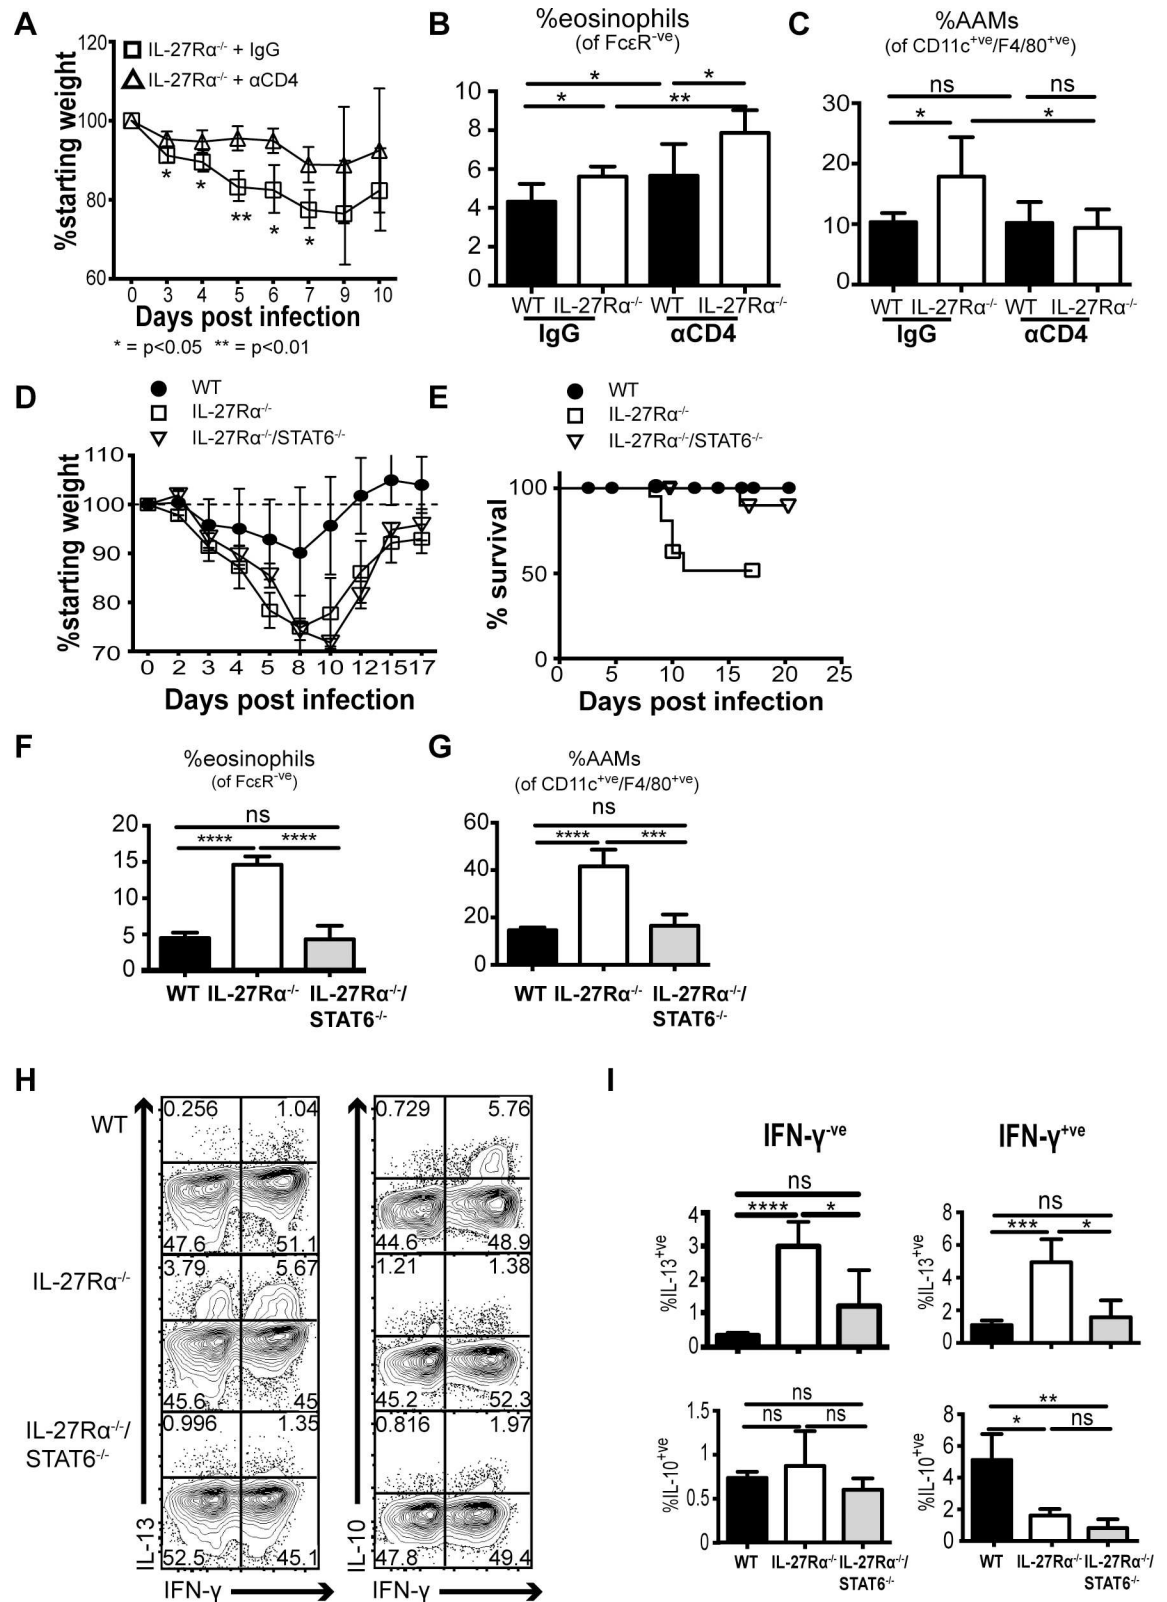 A
120
100
80
60
%starting weight
IL-27Rα-/- + IgG
IL-27Rα-/- + αCD4
* * ** * *
0 3 4 5 6 7 9 10
Days post infection
* = p<0.05 ** = p<0.01
B
%eosinophils
(of FcεR-ve)
* *
* **
10
8
6
4
2
0
WT IL-27Rα-/- WT IL-27Rα-/-
IgG αCD4
C
%AAMs
(of CD11c+ve/F4/80+ve)
ns ns
* *
30
20
10
0
WT IL-27Rα-/- WT IL-27Rα-/-
IgG αCD4
D
WT
IL-27Rα-/-
IL-27Rα-/-/STAT6-/-
110
100
90
80
70
%starting weight
0 2 3 4 5 8 10 12 15 17
Days post infection
E
WT
IL-27Rα-/-
IL-27Rα-/-/STAT6-/-
100
50
0
% survival
0 5 10 15 20 25
Days post infection
F
%eosinophils
(of FcεR-ve)
ns
**** ****
20
15
10
5
0
WT IL-27Rα-/- IL-27Rα-/-/
STAT6-/-
G
%AAMs
(of CD11c+ve/F4/80+ve)
ns
**** ***
60
40
20
0
WT IL-27Rα-/- IL-27Rα-/-/
STAT6-/-
H
WT
0.256 1.04
47.6 51.1
0.729 5.76
44.6 48.9
IL-27Rα-/-
3.79 5.67
45.6 45
1.21 1.38
45.2 52.3
IL-27Rα-/-/
STAT6-/-
0.996 1.35
52.5 45.1
0.816 1.97
47.8 49.4
IL-13
IL-10
IFN-γ
IFN-γ
I
IFN-γ-ve
ns
**** *
4
3
2
1
0
%IL-13+ve
IFN-γ+ve
ns
*** *
8
6
4
2
0
%IL-13+ve
ns
ns ns
1.5
1
0.5
0
%IL-10+ve
WT IL-27Rα-/- IL-27Rα-/-/
STAT6-/-
**
* ns
8
6
4
2
0
%IL-10+ve
WT IL-27Rα-/- IL-27Rα-/-/
STAT6-/-